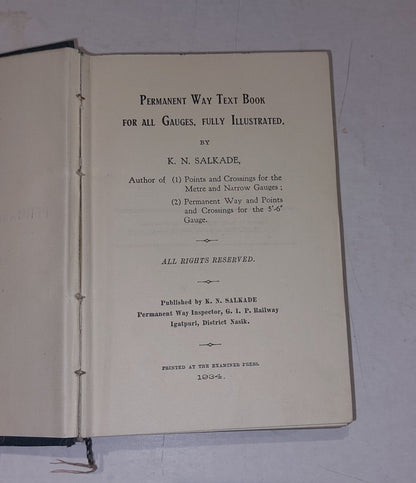 PERMANENT WAY TEXT BOOK
FOR ALL GAUGES, FULLY ILLUSTRATED,
BY
K. N. SALKADE,
Author of (1) Points and Crossings for the
Metre and Narrow Gauges;
(2) Permanent Way and Points
and Crossings for the 5'-6"
Gauge.
ALL RIGHTS RESERVED.
Published by K. N. SALKADE
Permanent Way Inspector, G. I. P. Railway
Igatpuri, District Nasik.
PRINTED AT THE EXAMINER PRESS.
1934.